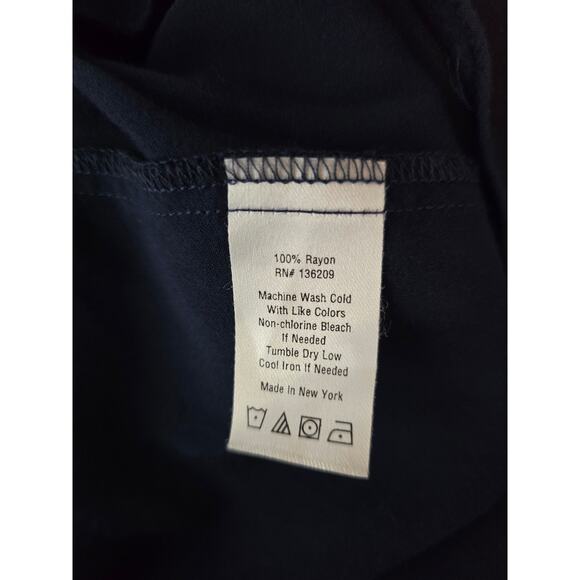 100% Rayon
RN# 136209
Machine Wash Cold
With Like Colors
Non-chlorine Bleach
If Needed
Tumble Dry Low
Cool Iron If Needed
Made in New York